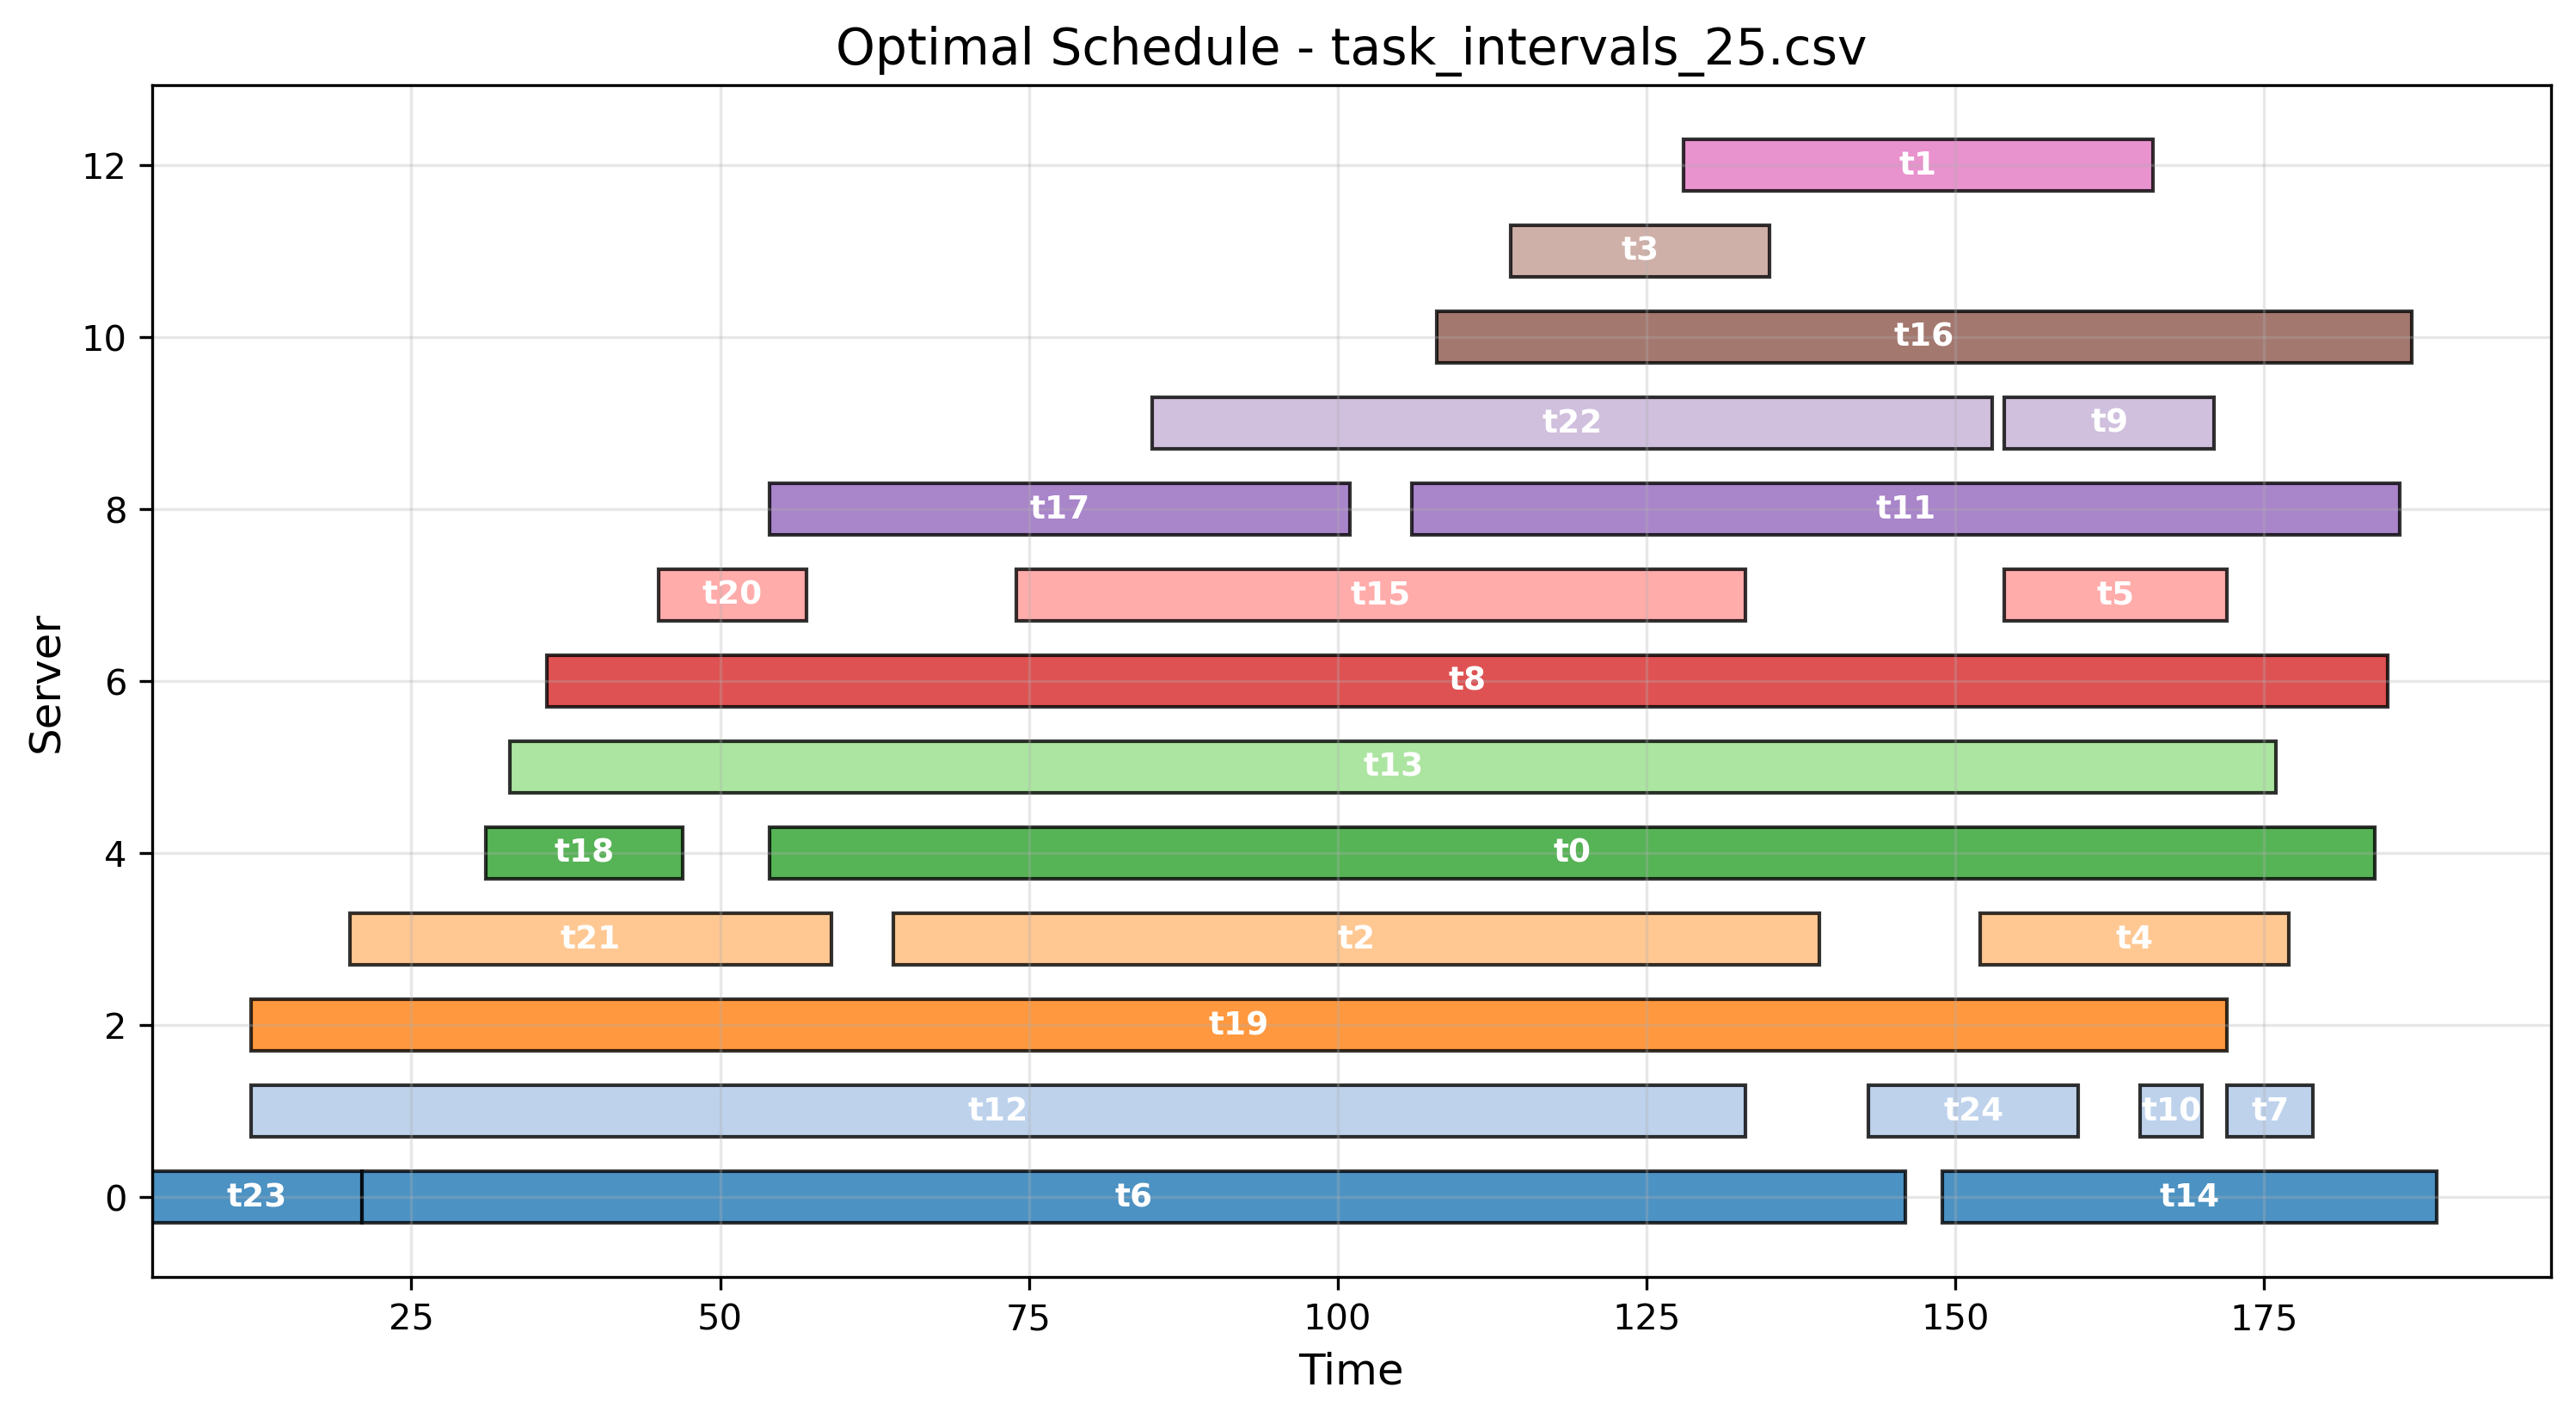 Optimal Schedule - task_intervals_25.csv
12
t1
t3
10
t16
t22 t9
8
t17 t11
t20 t15 t5
6
t8
t13
4
t18 t0
t21 t2 t4
2
t19
t12 t24 t10 t7
0
t23 t6 t14
25 50 75 100 125 150 175
Time
Server